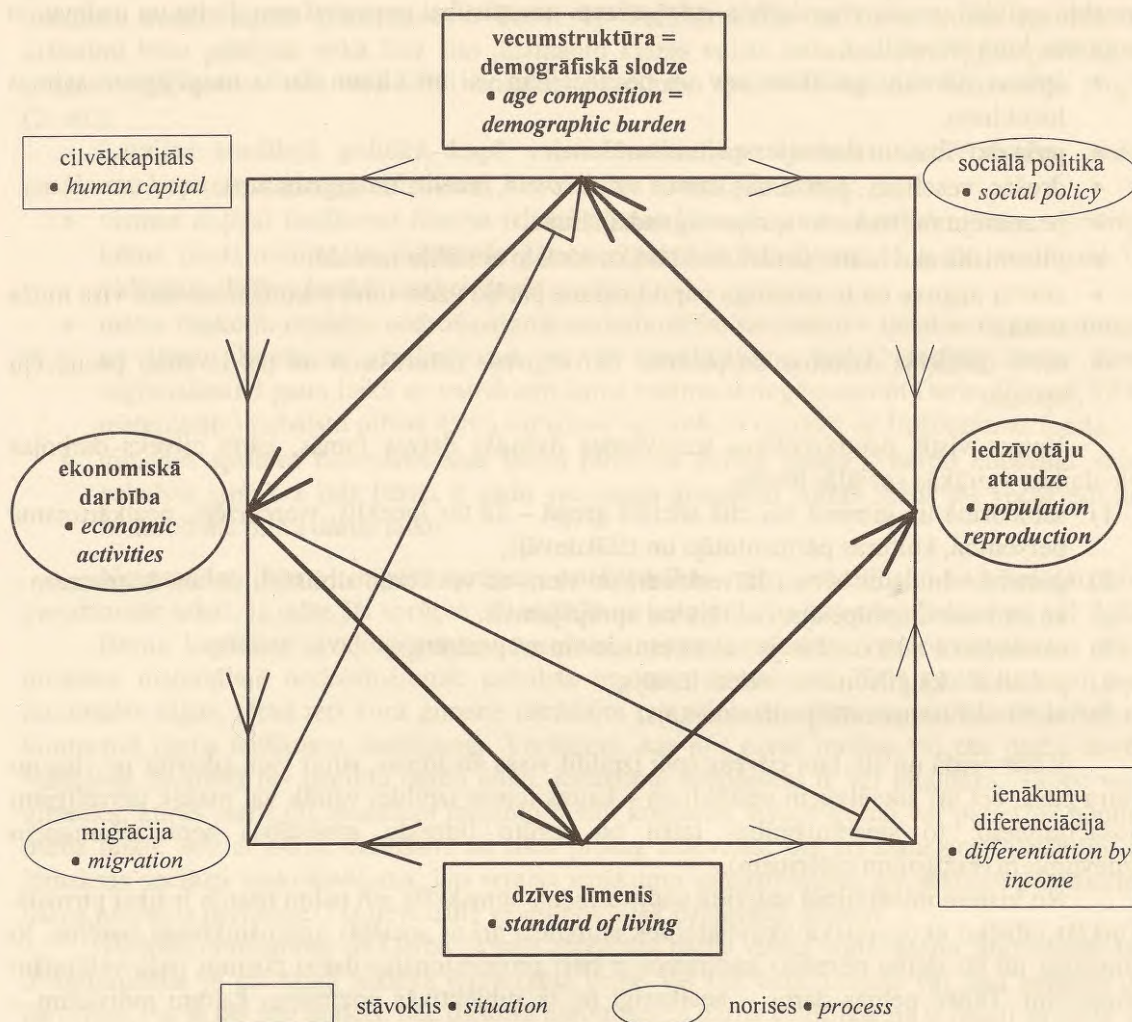 vecumstruktūra =
demogrāfiskā slodze
• age composition =
demographic burden
cilvēkkapitāls
• human capital
sociālā politika
• social policy
ekonomiskā
darbība
• economic
activities
iedzīvotāju
ataudze
• population
reproduction
migrācija
• migration
ienākumu
diferenciācija
• differentiation by
income
dzīves līmenis
• standard of living
stāvoklis • situation
norises • process